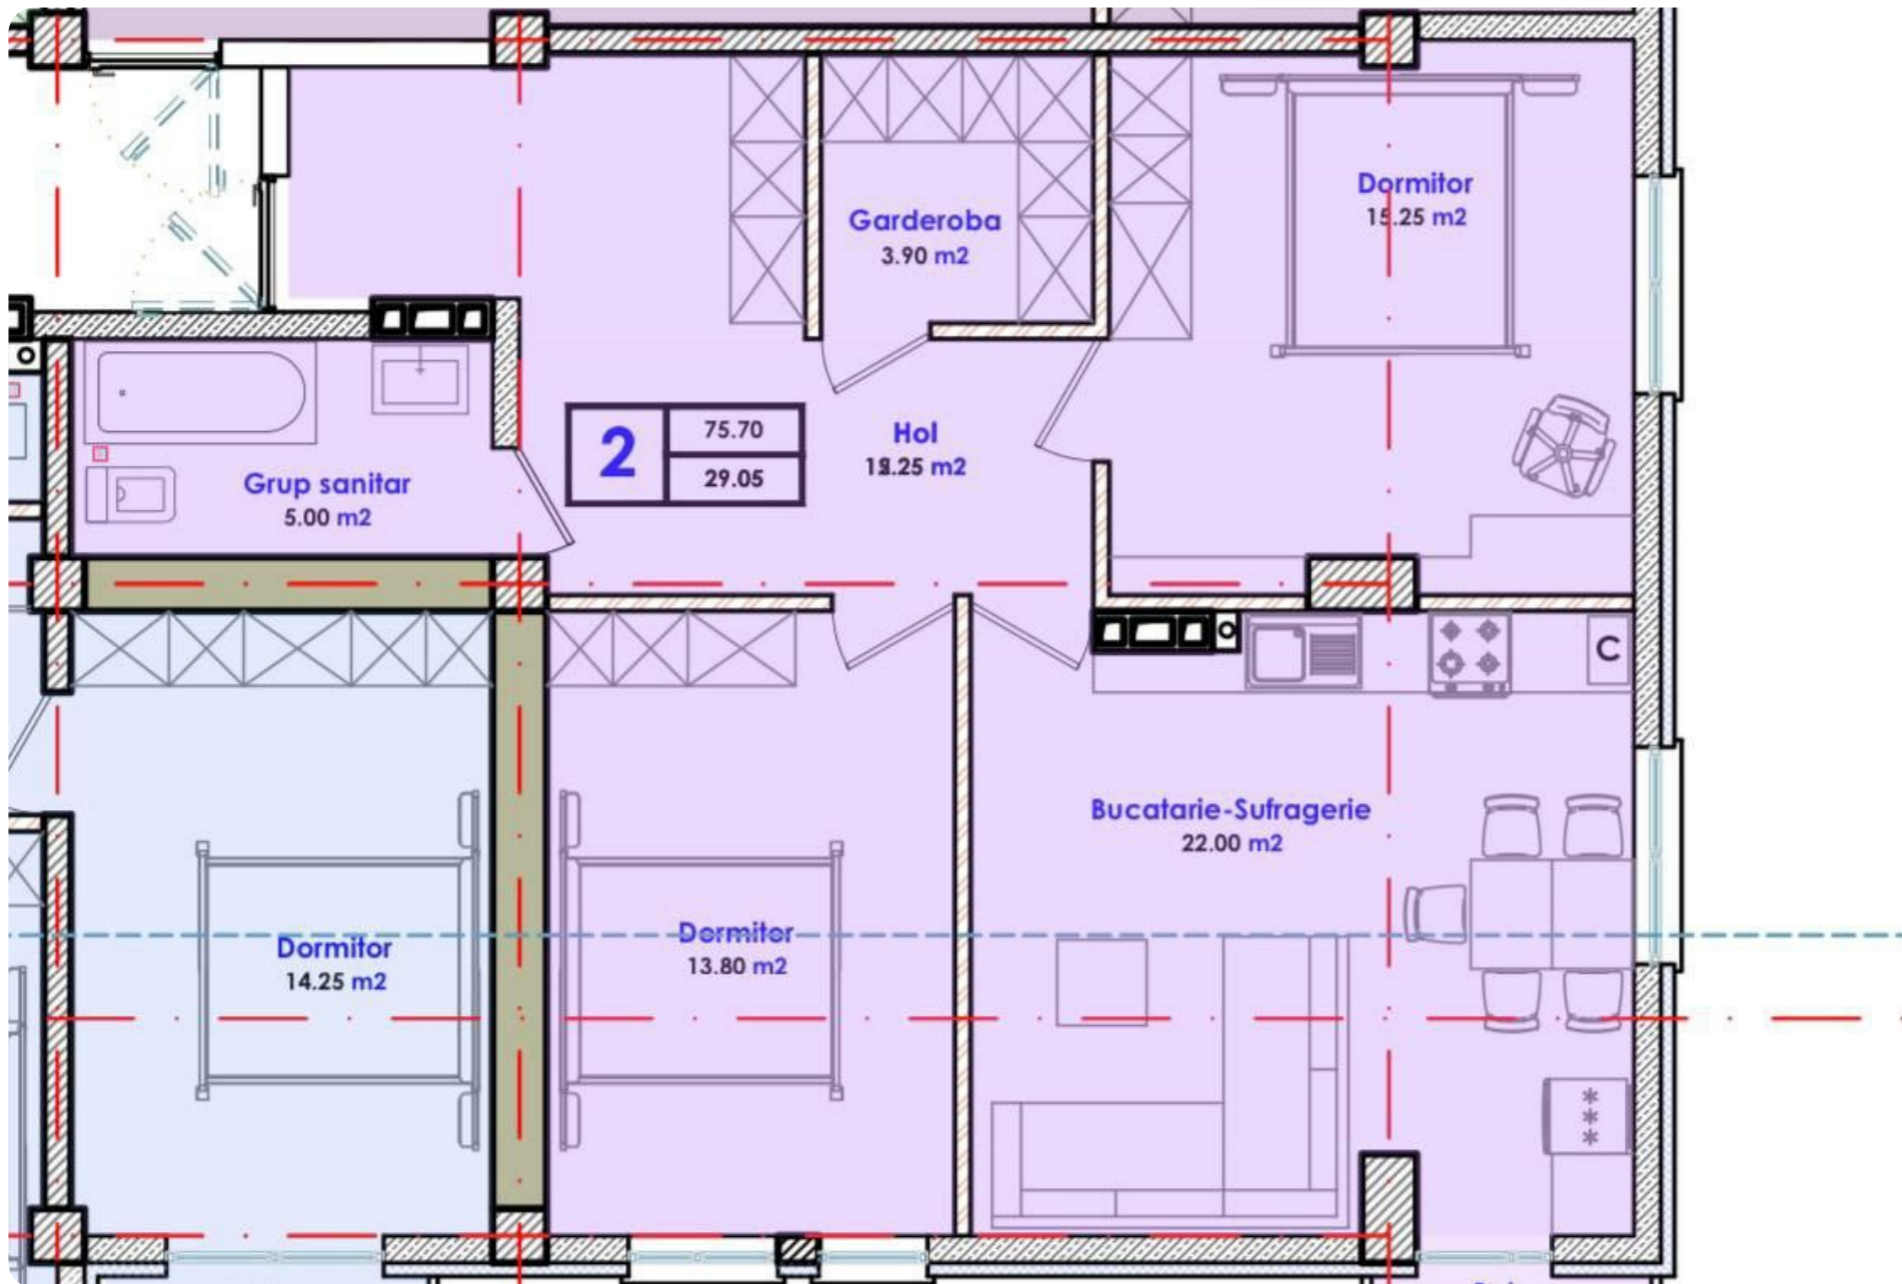 Dormitor
15.25 m2
Garderoba
3.90 m2
2
75.70
29.05
Hol
m2
Grup sanitar
5.00 m2
C
Bucatarie-Sufragerie
22.00 m2
Dormitor
14.25 m2
Dormitor
13.80 m2